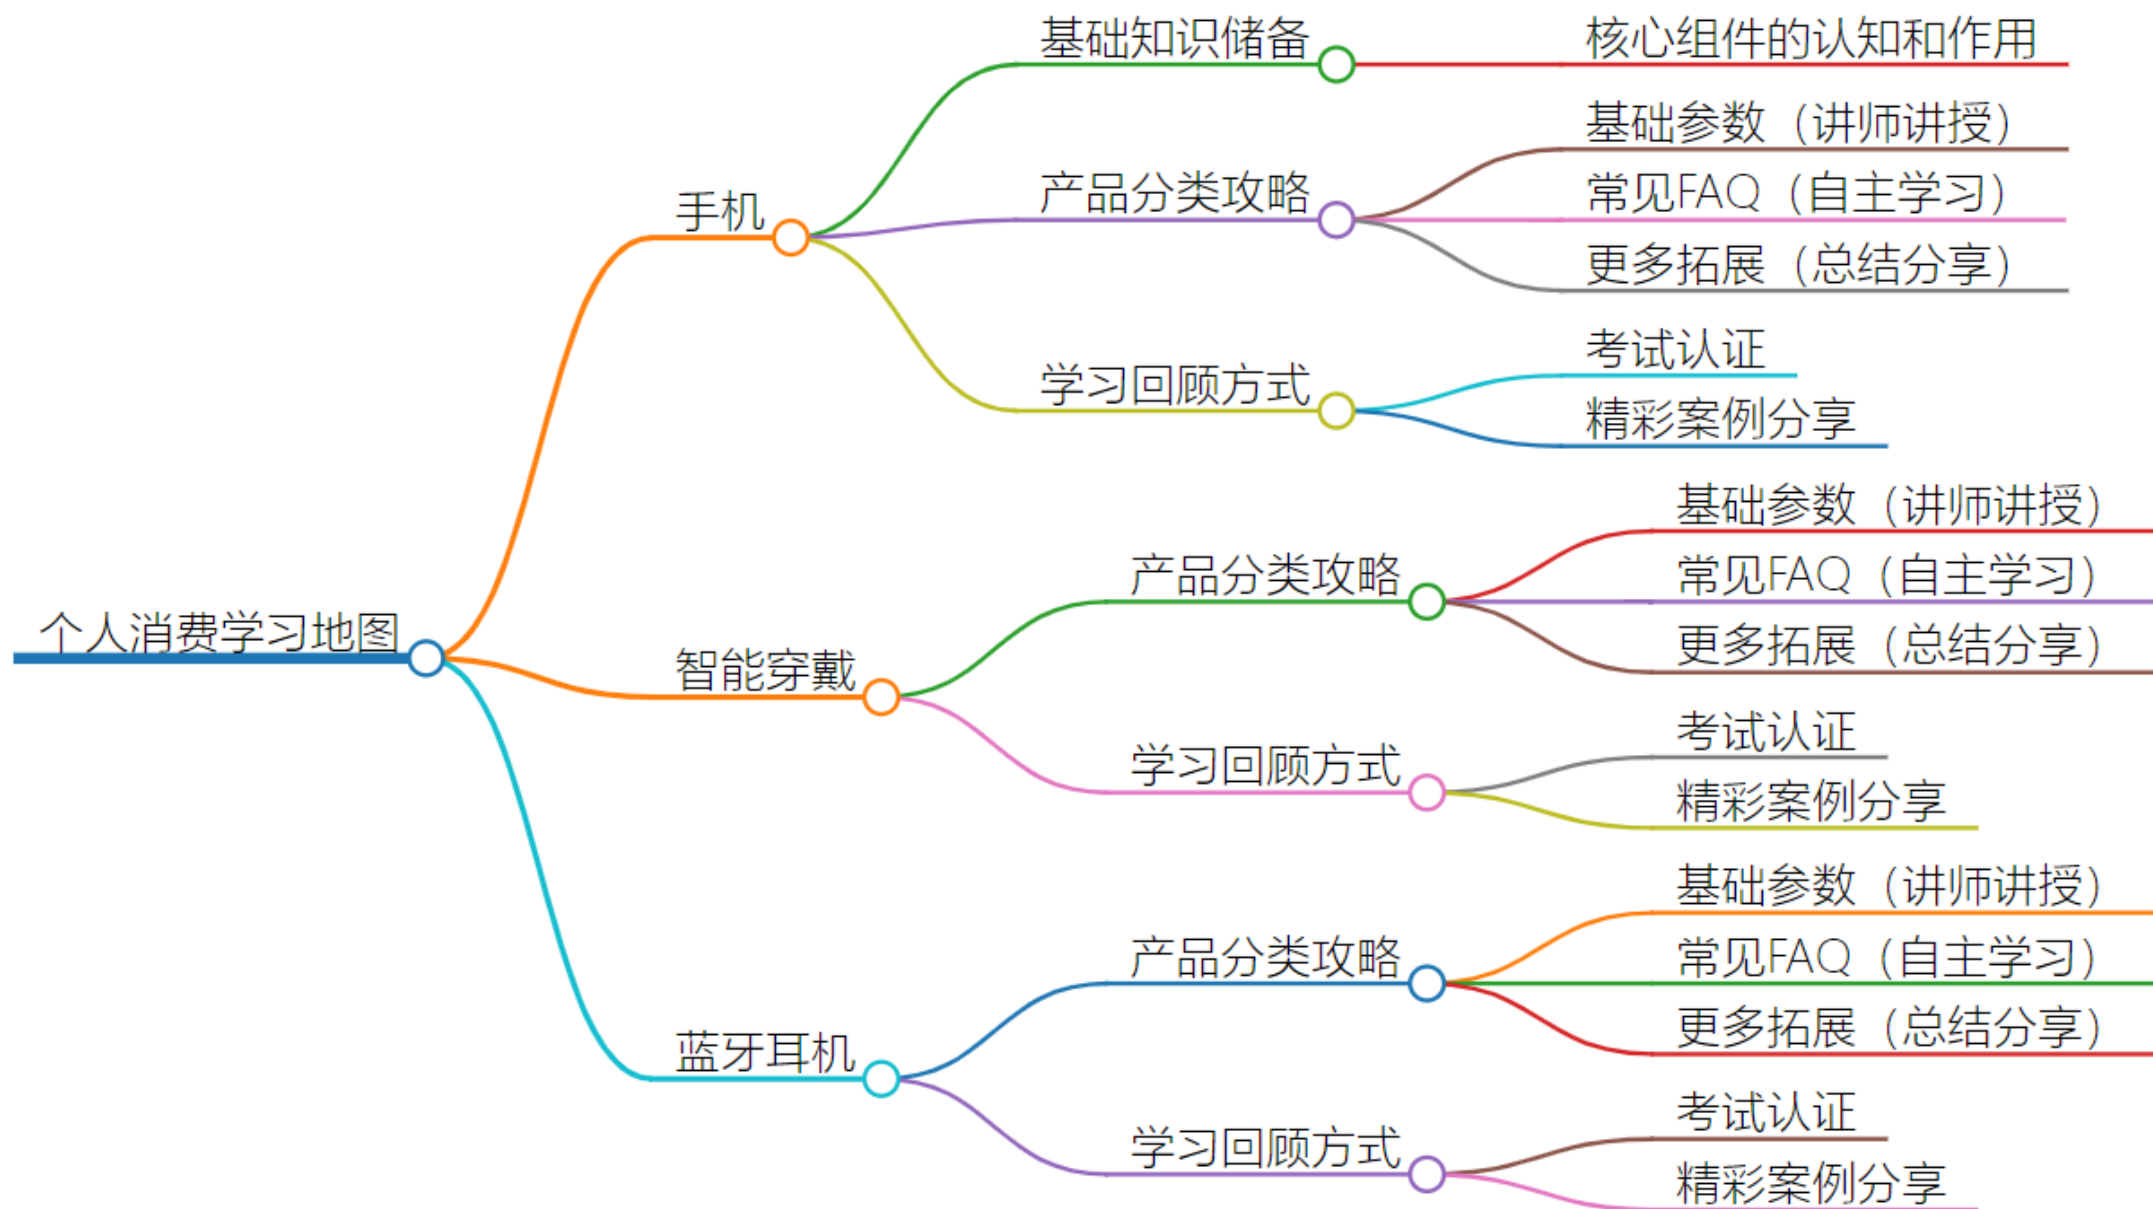 个人消费学习地图
手机
基础知识储备
核心组件的认知和作用
产品分类攻略
基础参数（讲师讲授）
常见FAQ（自主学习）
更多拓展（总结分享）
学习回顾方式
考试认证
精彩案例分享
智能穿戴
产品分类攻略
基础参数（讲师讲授）
常见FAQ（自主学习）
更多拓展（总结分享）
学习回顾方式
考试认证
精彩案例分享
蓝牙耳机
产品分类攻略
基础参数（讲师讲授）
常见FAQ（自主学习）
更多拓展（总结分享）
学习回顾方式
考试认证
精彩案例分享